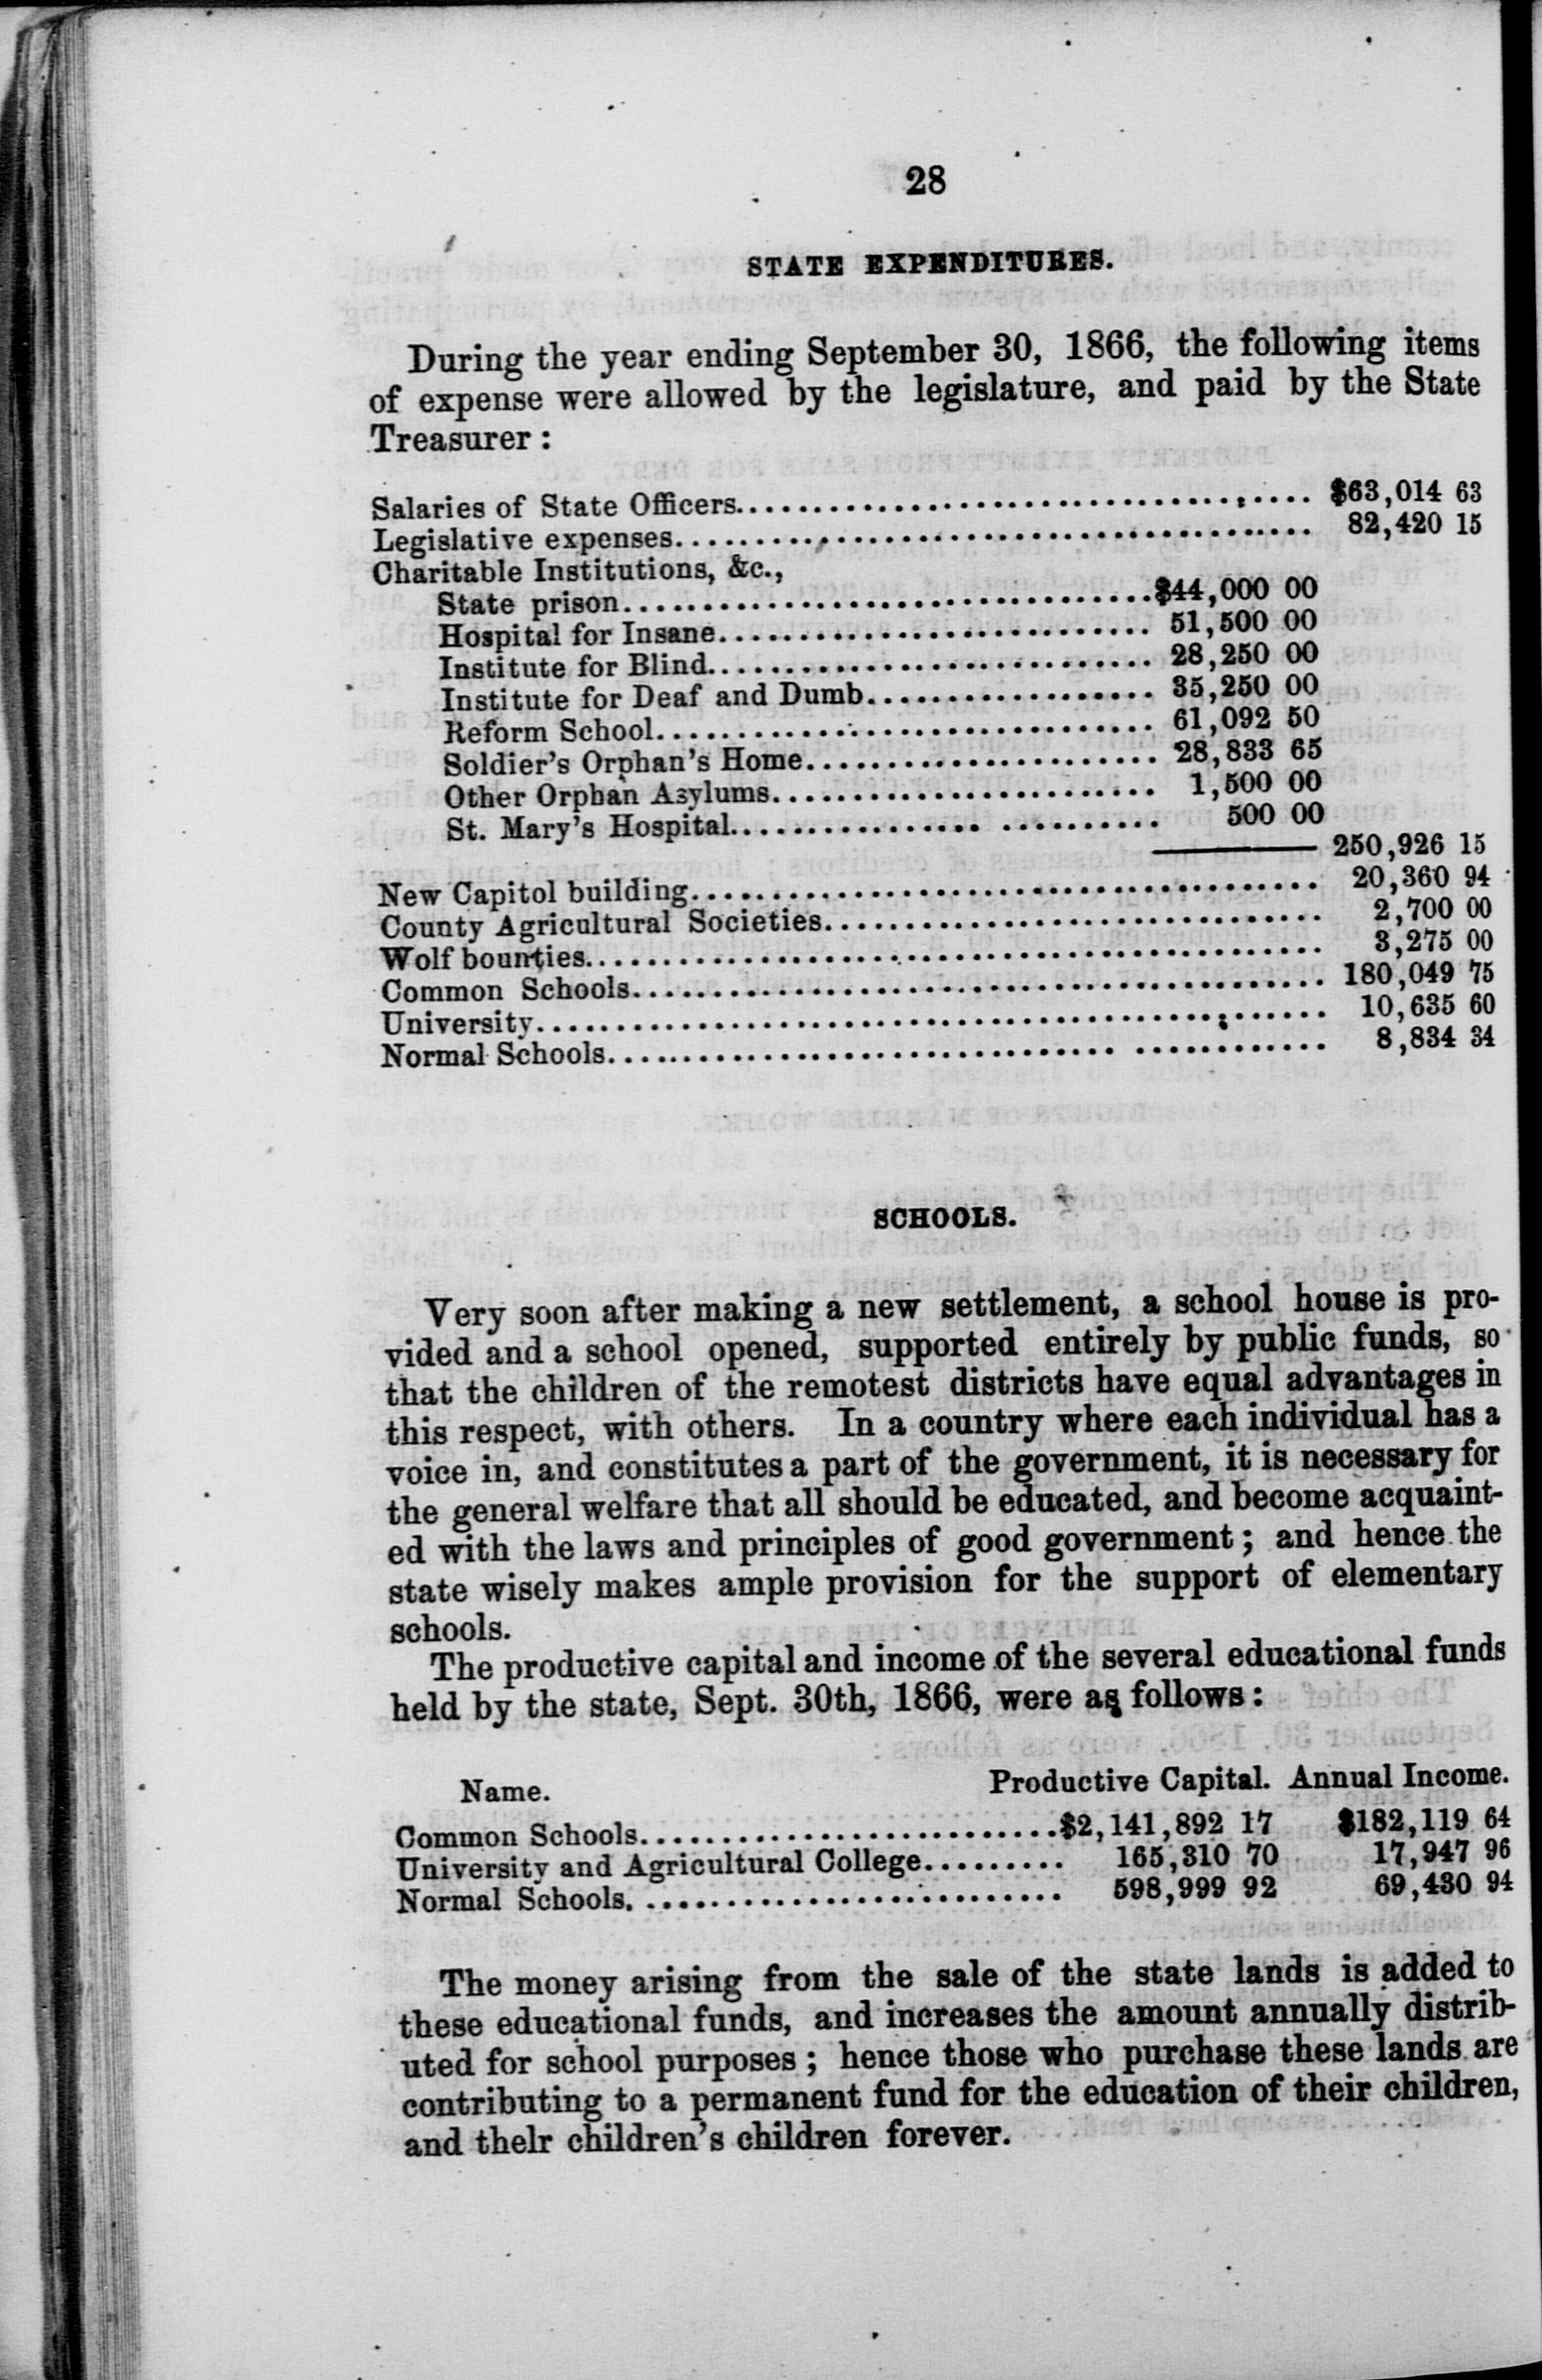 28
STATE EXPENDITURES.
During the year ending September 30, 1866, the following items
of expense were allowed by the legislature, and paid by the State
Treasurer:
Salaries of State Officers........................................ $63,014 63
Legislative expenses........................................ 82,420 15
Charitable Institutions, &c.,
State prison........................................$44,000 00
Hospital for Insane............................ 51,500 00
Institute for Blind............................ 28,250 00
Institute for Deaf and Dumb.................. 35,250 00
Reform School................................ 61,092 50
Soldier's Orphan's Home...................... 28,833 65
Other Orphan Asylums........................ 1,500 00
St. Mary's Hospital................ .......... 500 00
250,926 15
New Capitol building........................................ 20,360 94
County Agricultural Societies................................ 2,700 00
Wolf bounties............................................... 3,275 00
Common Schools............................................ 180,049 75
University.................................................. 10,635 60
Normal Schools................................ ............ 8,834 34
SCHOOLS.
Very soon after making a new settlement, a school house is pro-
vided and a school opened, supported entirely by public funds, so
that the children of the remotest districts have equal advantages in
this respect, with others. In a country where each individual has a
voice in, and constitutes a part of the government, it is necessary for
the general welfare that all should be educated, and become acquaint-
ed with the laws and principles of good government; and hence the
state wisely makes ample provision for the support of elementary
schools.
The productive capital and income of the several educational funds
held by the state, Sept. 30th, 1866, were as follows:
Name. Productive Capital. Annual Income.
Common Schools..........................$2,141,892 17 $182,119 64
University and Agricultural College......... 165,310 70 17,947 96
Normal Schools. .......................... 598,999 92 69,430 94
The money arising from the sale of the state lands is added to
these educational funds, and increases the amount annually distrib-
uted for school purposes; hence those who purchase these lands are
contributing to a permanent fund for the education of their children,
and thelr children's children forever.